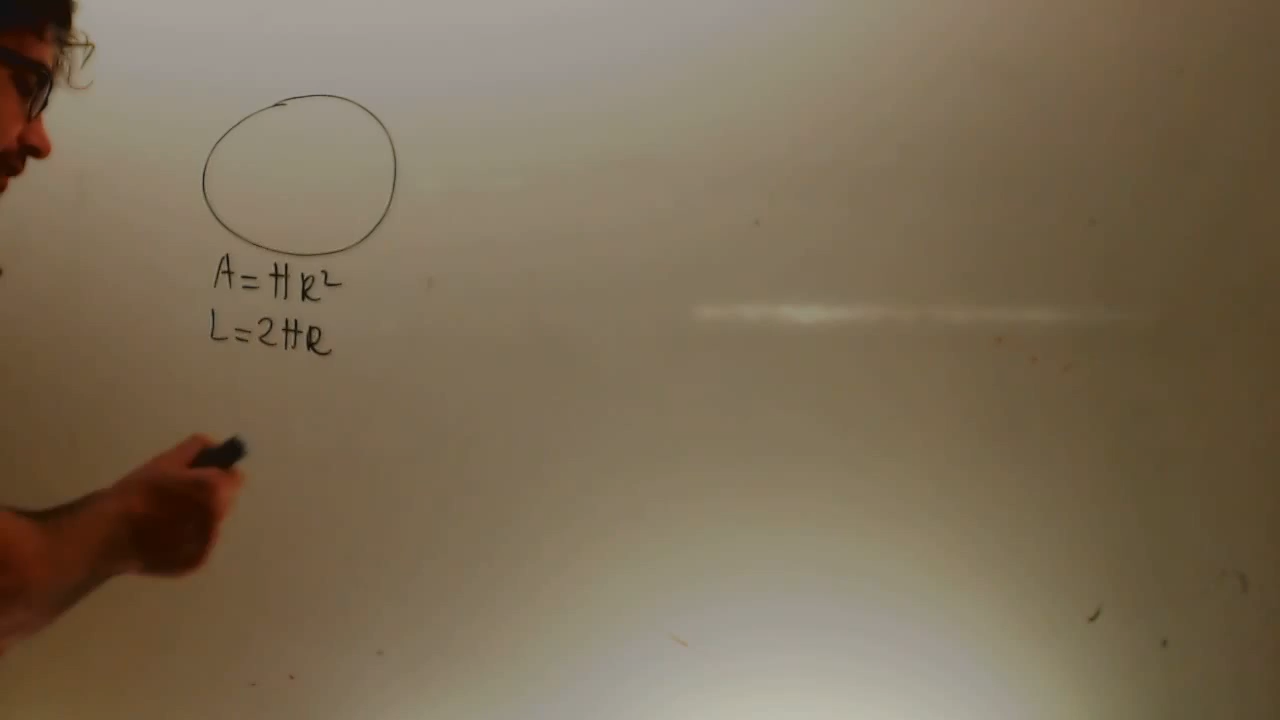 A = πR²
L = 2πR